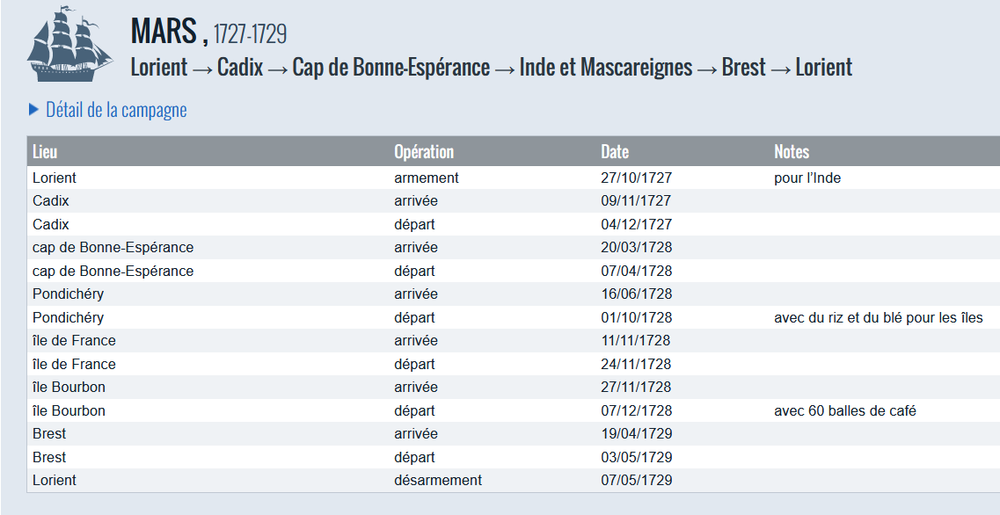 MARS , 1727-1729
Lorient → Cadix → Cap de Bonne-Espérance → Inde et Mascareignes → Brest → Lorient
Détail de la campagne
Lieu Opération Date Notes
Lorient armement 27/10/1727 pour l’Inde
Cadix arrivée 09/11/1727
Cadix départ 04/12/1727
cap de Bonne-Espérance arrivée 20/03/1728
cap de Bonne-Espérance départ 07/04/1728
Pondichéry arrivée 16/06/1728
Pondichéry départ 01/10/1728 avec du riz et du blé pour les îles
île de France arrivée 11/11/1728
île de France départ 24/11/1728
île Bourbon arrivée 27/11/1728
île Bourbon départ 07/12/1728 avec 60 balles de café
Brest arrivée 19/04/1729
Brest départ 03/05/1729
Lorient désarmement 07/05/1729